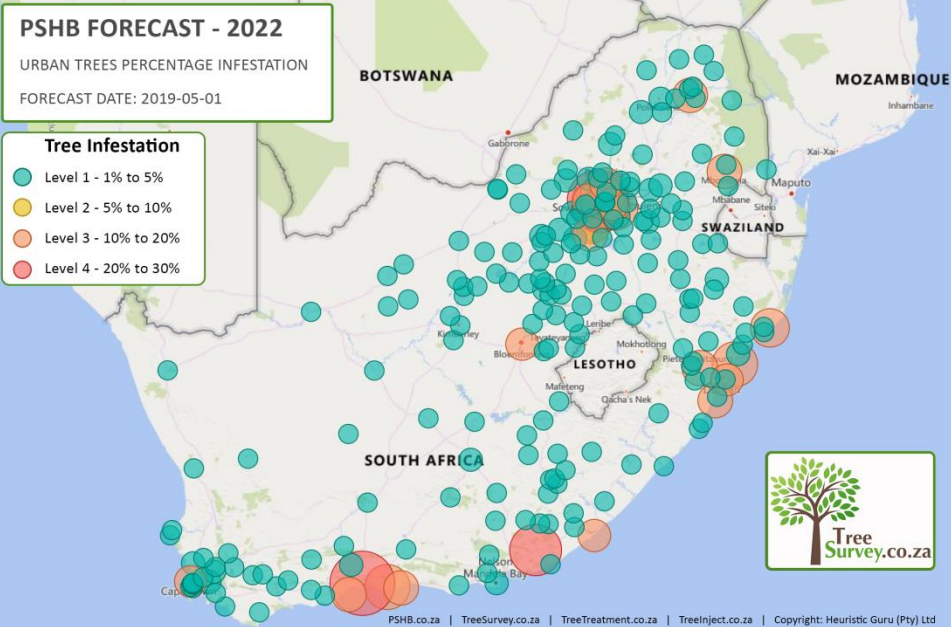 PSHB FORECAST - 2022
URBAN TREES PERCENTAGE INFESTATION
FORECAST DATE: 2019-05-01
Tree Infestation
Level 1 - 1% to 5%
Level 2 - 5% to 10%
Level 3 - 10% to 20%
Level 4 - 20% to 30%
BOTSWANA
MOZAMBIQUE
Inhambane
Gaborone
Xai-Xai
Maputo
Mbabane
Siteki
SWAZILAND
Leribe
Mokhotlong
LESOTHO
Mafeteng
Qacha's Nek
SOUTH AFRICA
Nelson
Tree
Survey.co.za
PSHB.co.za | TreeSurvey.co.za | TreeTreatment.co.za | TreeInject.co.za | Copyright: Heuristic Guru (Pty) Ltd